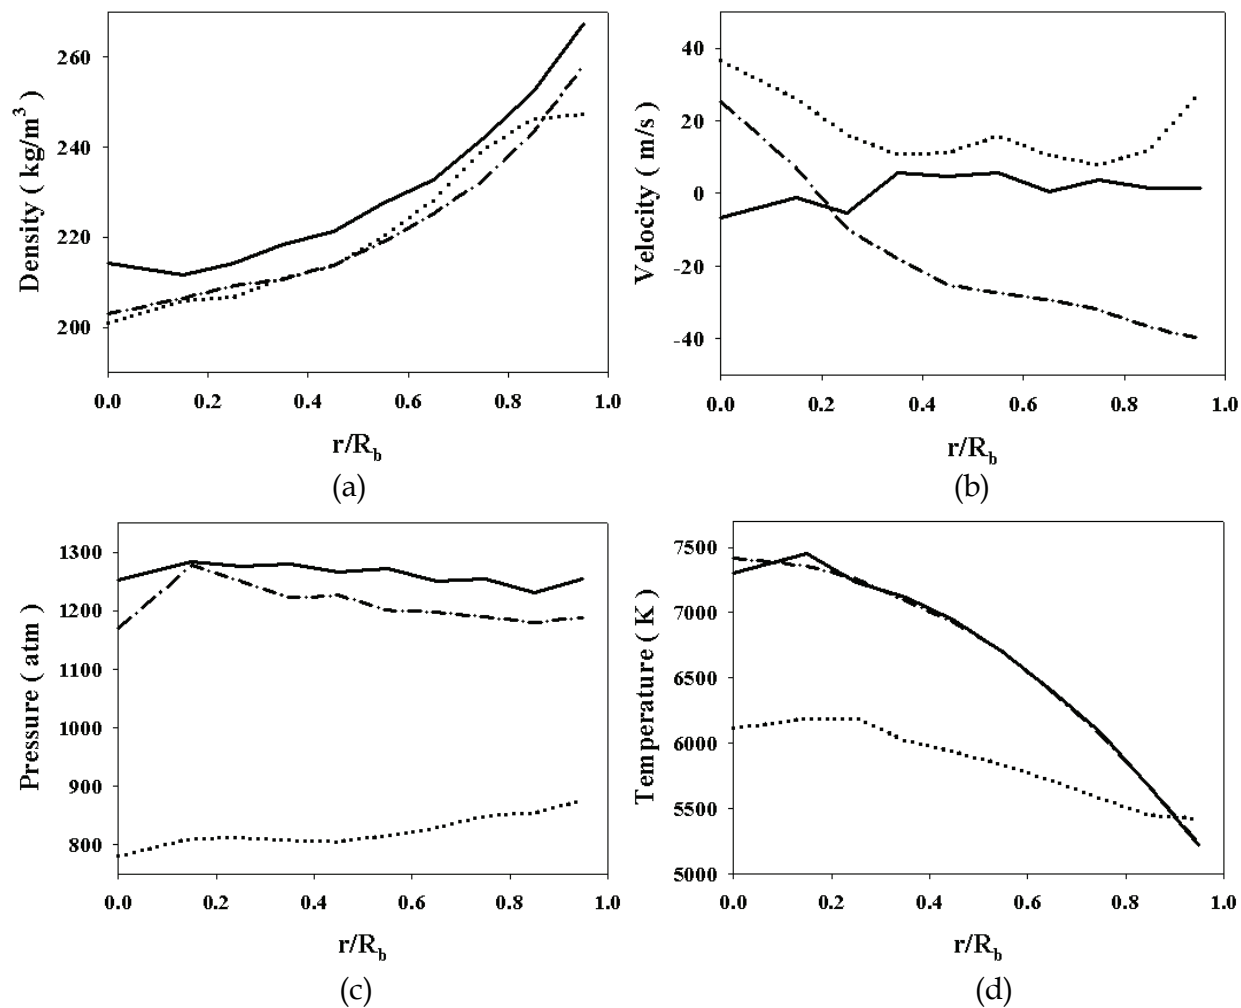 Density ( kg/m³ )
260
240
220
200
0.0 0.2 0.4 0.6 0.8 1.0
r/R_b
(a)
Velocity ( m/s )
40
20
0
-20
-40
0.0 0.2 0.4 0.6 0.8 1.0
r/R_b
(b)
Pressure ( atm )
1300
1200
1100
1000
900
800
0.0 0.2 0.4 0.6 0.8 1.0
r/R_b
(c)
Temperature ( K )
7500
7000
6500
6000
5500
5000
0.0 0.2 0.4 0.6 0.8 1.0
r/R_b
(d)